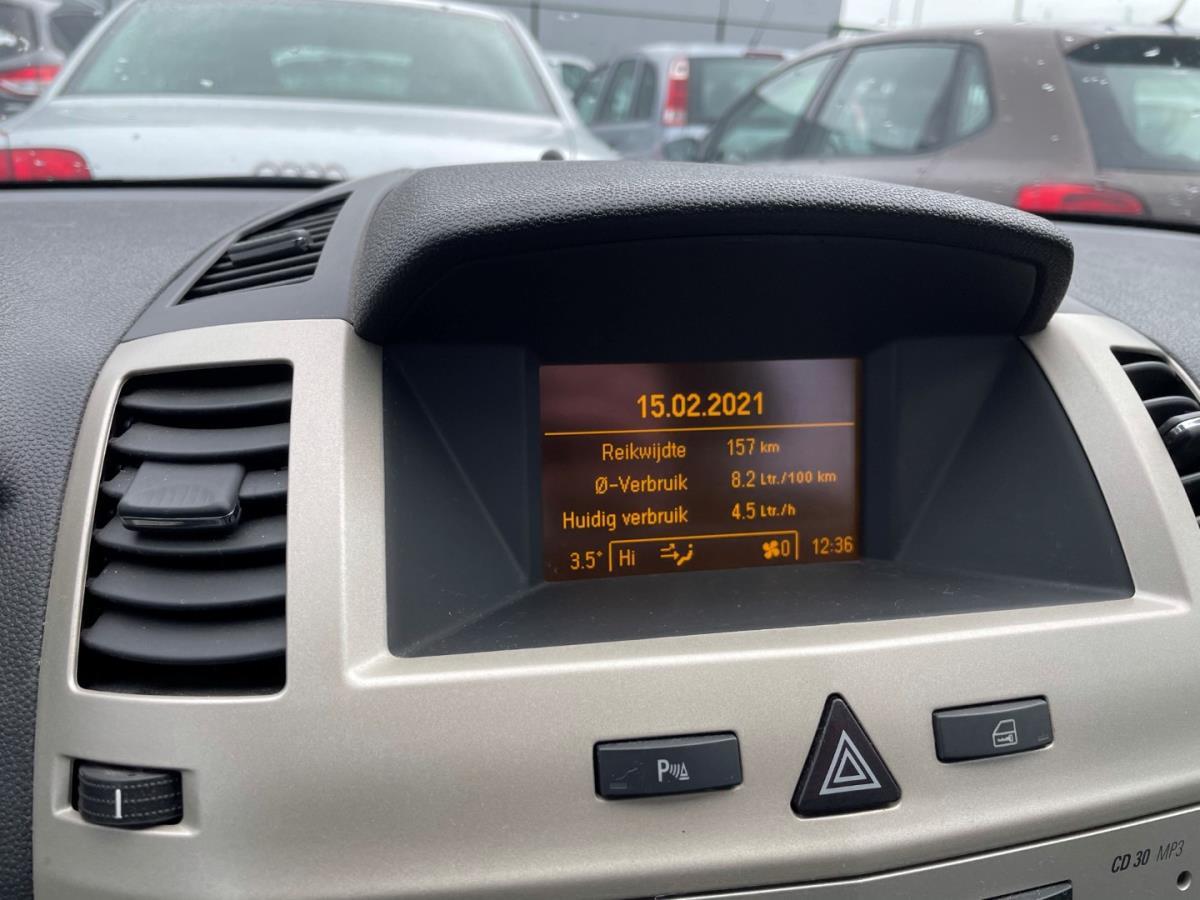 15.02.2021
Reikwijdte 157 km
Ø-Verbruik 8.2 Ltr./100 km
Huidig verbruik 4.5 Ltr./h
3.5° Hi 0 12:36
P
CD 30 MP3